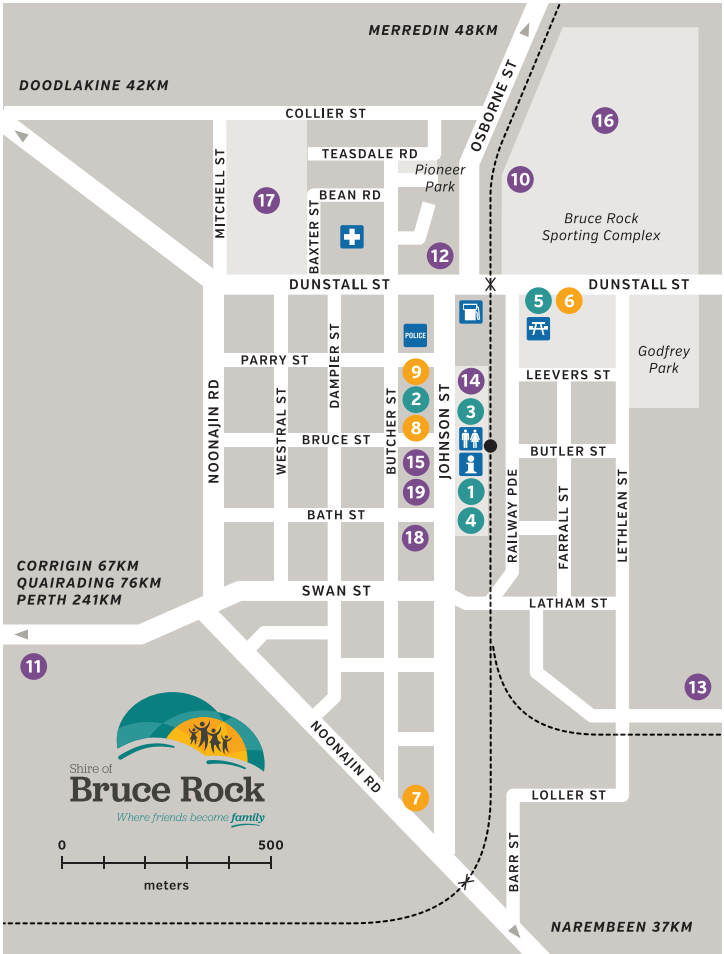 MERREDIN 48KM
DOODLAKINE 42KM
COLLIER ST
OSBORNE ST
16
TEASDALE RD
MITCHELL ST
Pioneer
Park
10
17
BEAN RD
BAXTER ST
Bruce Rock
Sporting Complex
12
DUNSTALL ST
DUNSTALL ST
5
6
POLICE
DAMPIER ST
PARRY ST
Godfrey
Park
9
14
LEEVERS ST
NOONAJIN RD
WESTRAL ST
BUTCHER ST
2
JOHNSON ST
3
8
BRUCE ST
BUTLER ST
15
i
19
1
RAILWAY PDE
FARRALL ST
LETHLEAN ST
BATH ST
4
18
CORRIGIN 67KM
QUAIRADING 76KM
PERTH 241KM
SWAN ST
LATHAM ST
11
13
NOONAJIN RD
Shire of
Bruce Rock
Where friends become family
7
LOLLER ST
0
500
meters
BARR ST
NAREMBEEN 37KM